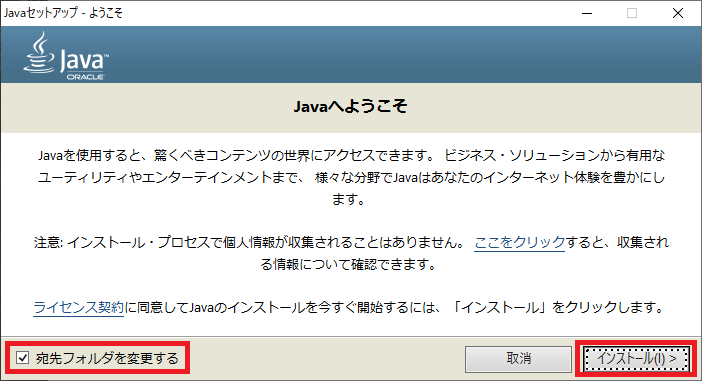 Javaセットアップ - ようこそ
Java™
ORACLE
Javaへようこそ
Javaを使用すると、驚くべきコンテンツの世界にアクセスできます。 ビジネス・ソリューションから有用な
ユーティリティやエンターテインメントまで、 様々な分野でJavaはあなたのインターネット体験を豊かにし
ます。
注意: インストール・プロセスで個人情報が収集されることはありません。 ここをクリックすると、収集され
る情報について確認できます。
ライセンス契約に同意してJavaのインストールを今すぐ開始するには、「インストール」をクリックします。
宛先フォルダを変更する
取消
インストール(I) >